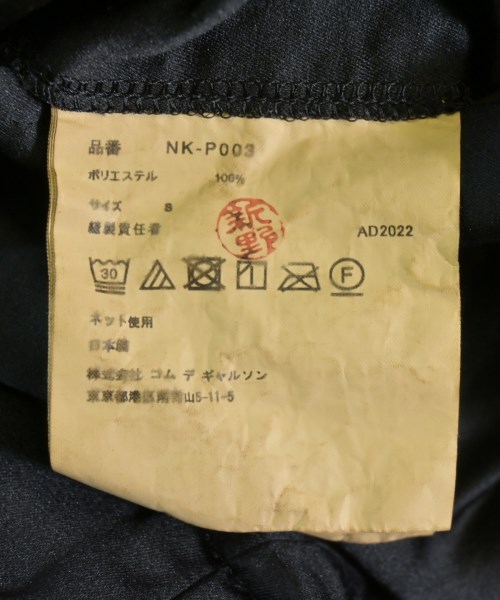 品番 NK-P003
ポリエステル 100%
サイズ S
縫製責任者 新野 AD2022
30 F
ネット使用
日本製
株式会社 コム デ ギャルソン
東京都港区南青山5-11-5